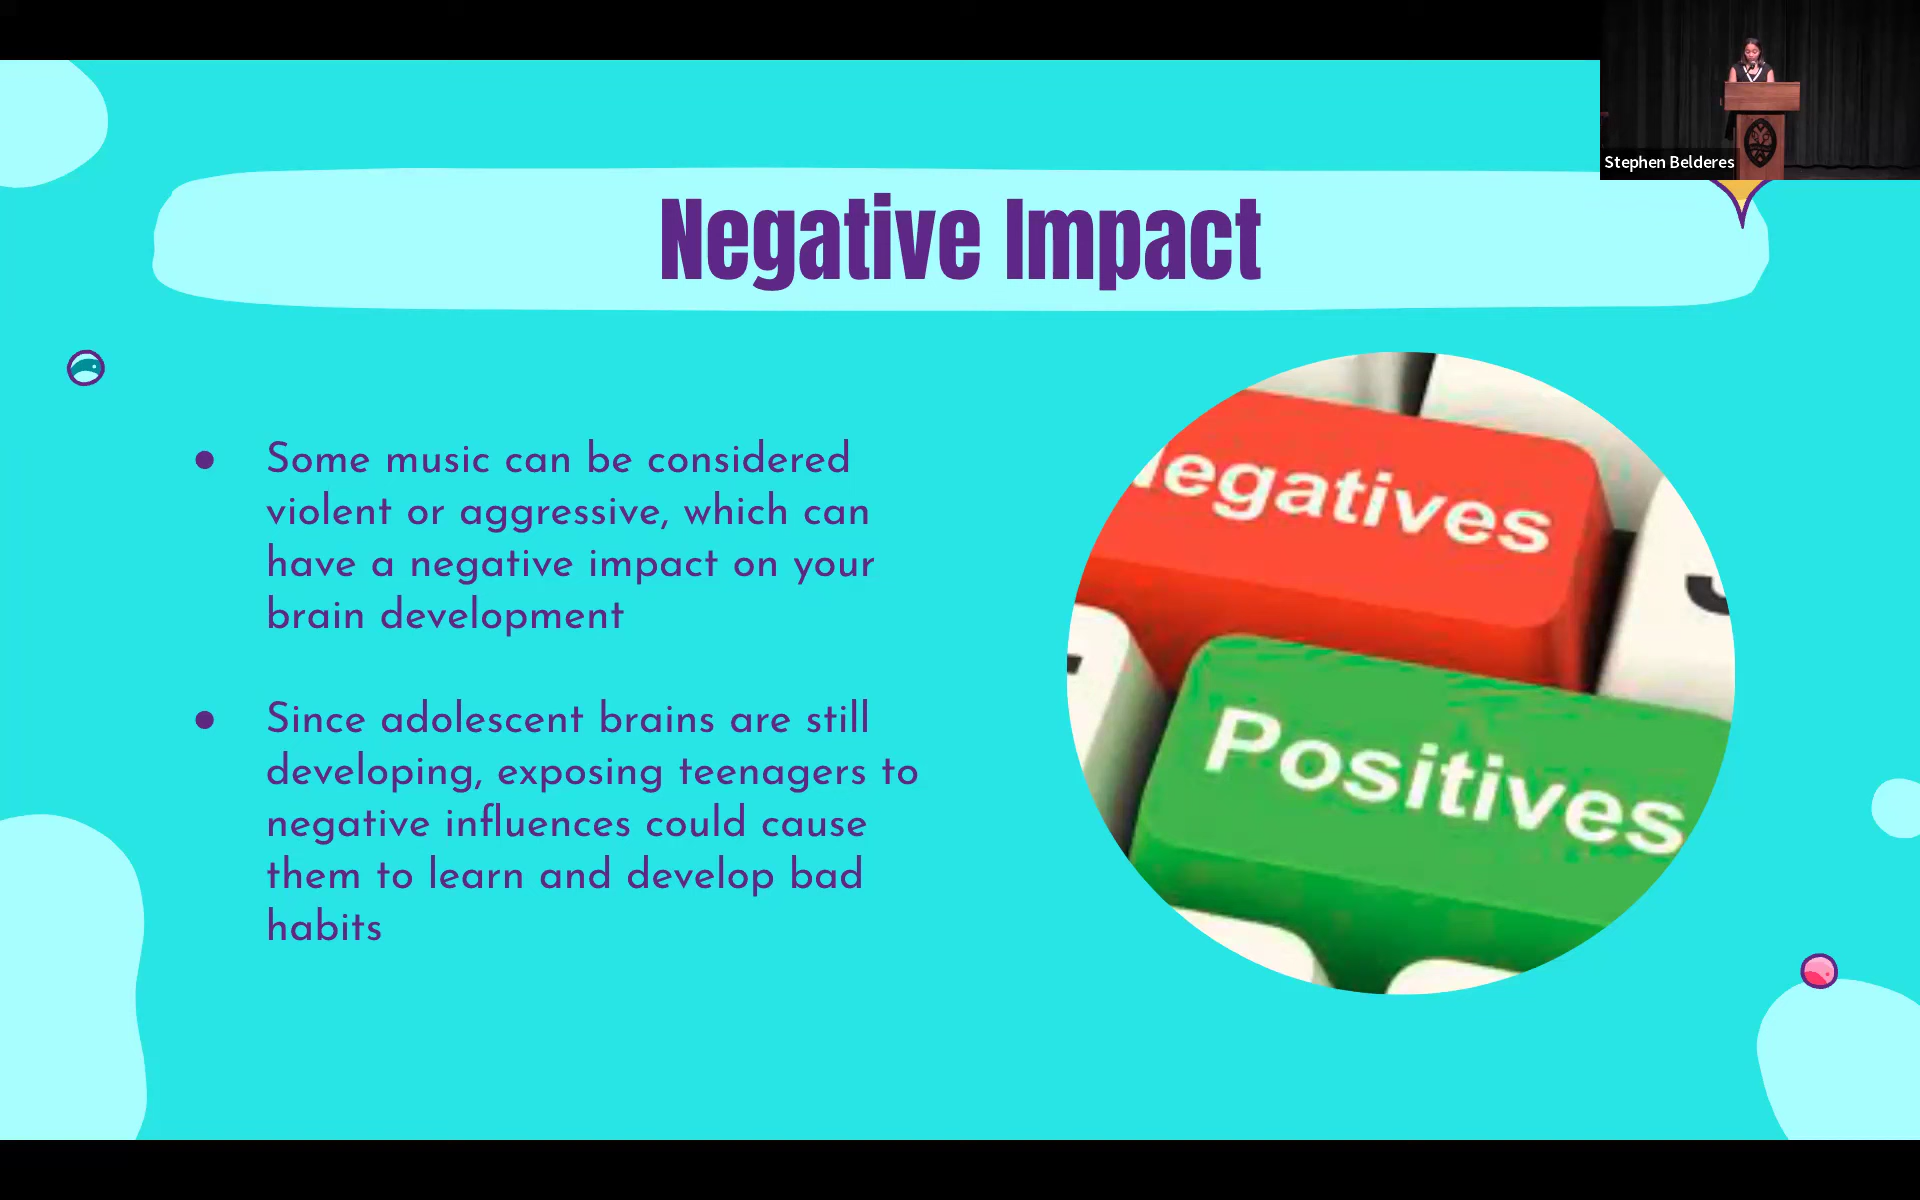 Stephen Belderes
Negative Impact
● Some music can be considered
violent or aggressive, which can
have a negative impact on your
brain development
● Since adolescent brains are still
developing, exposing teenagers to
negative influences could cause
them to learn and develop bad
habits
egatives
Positives